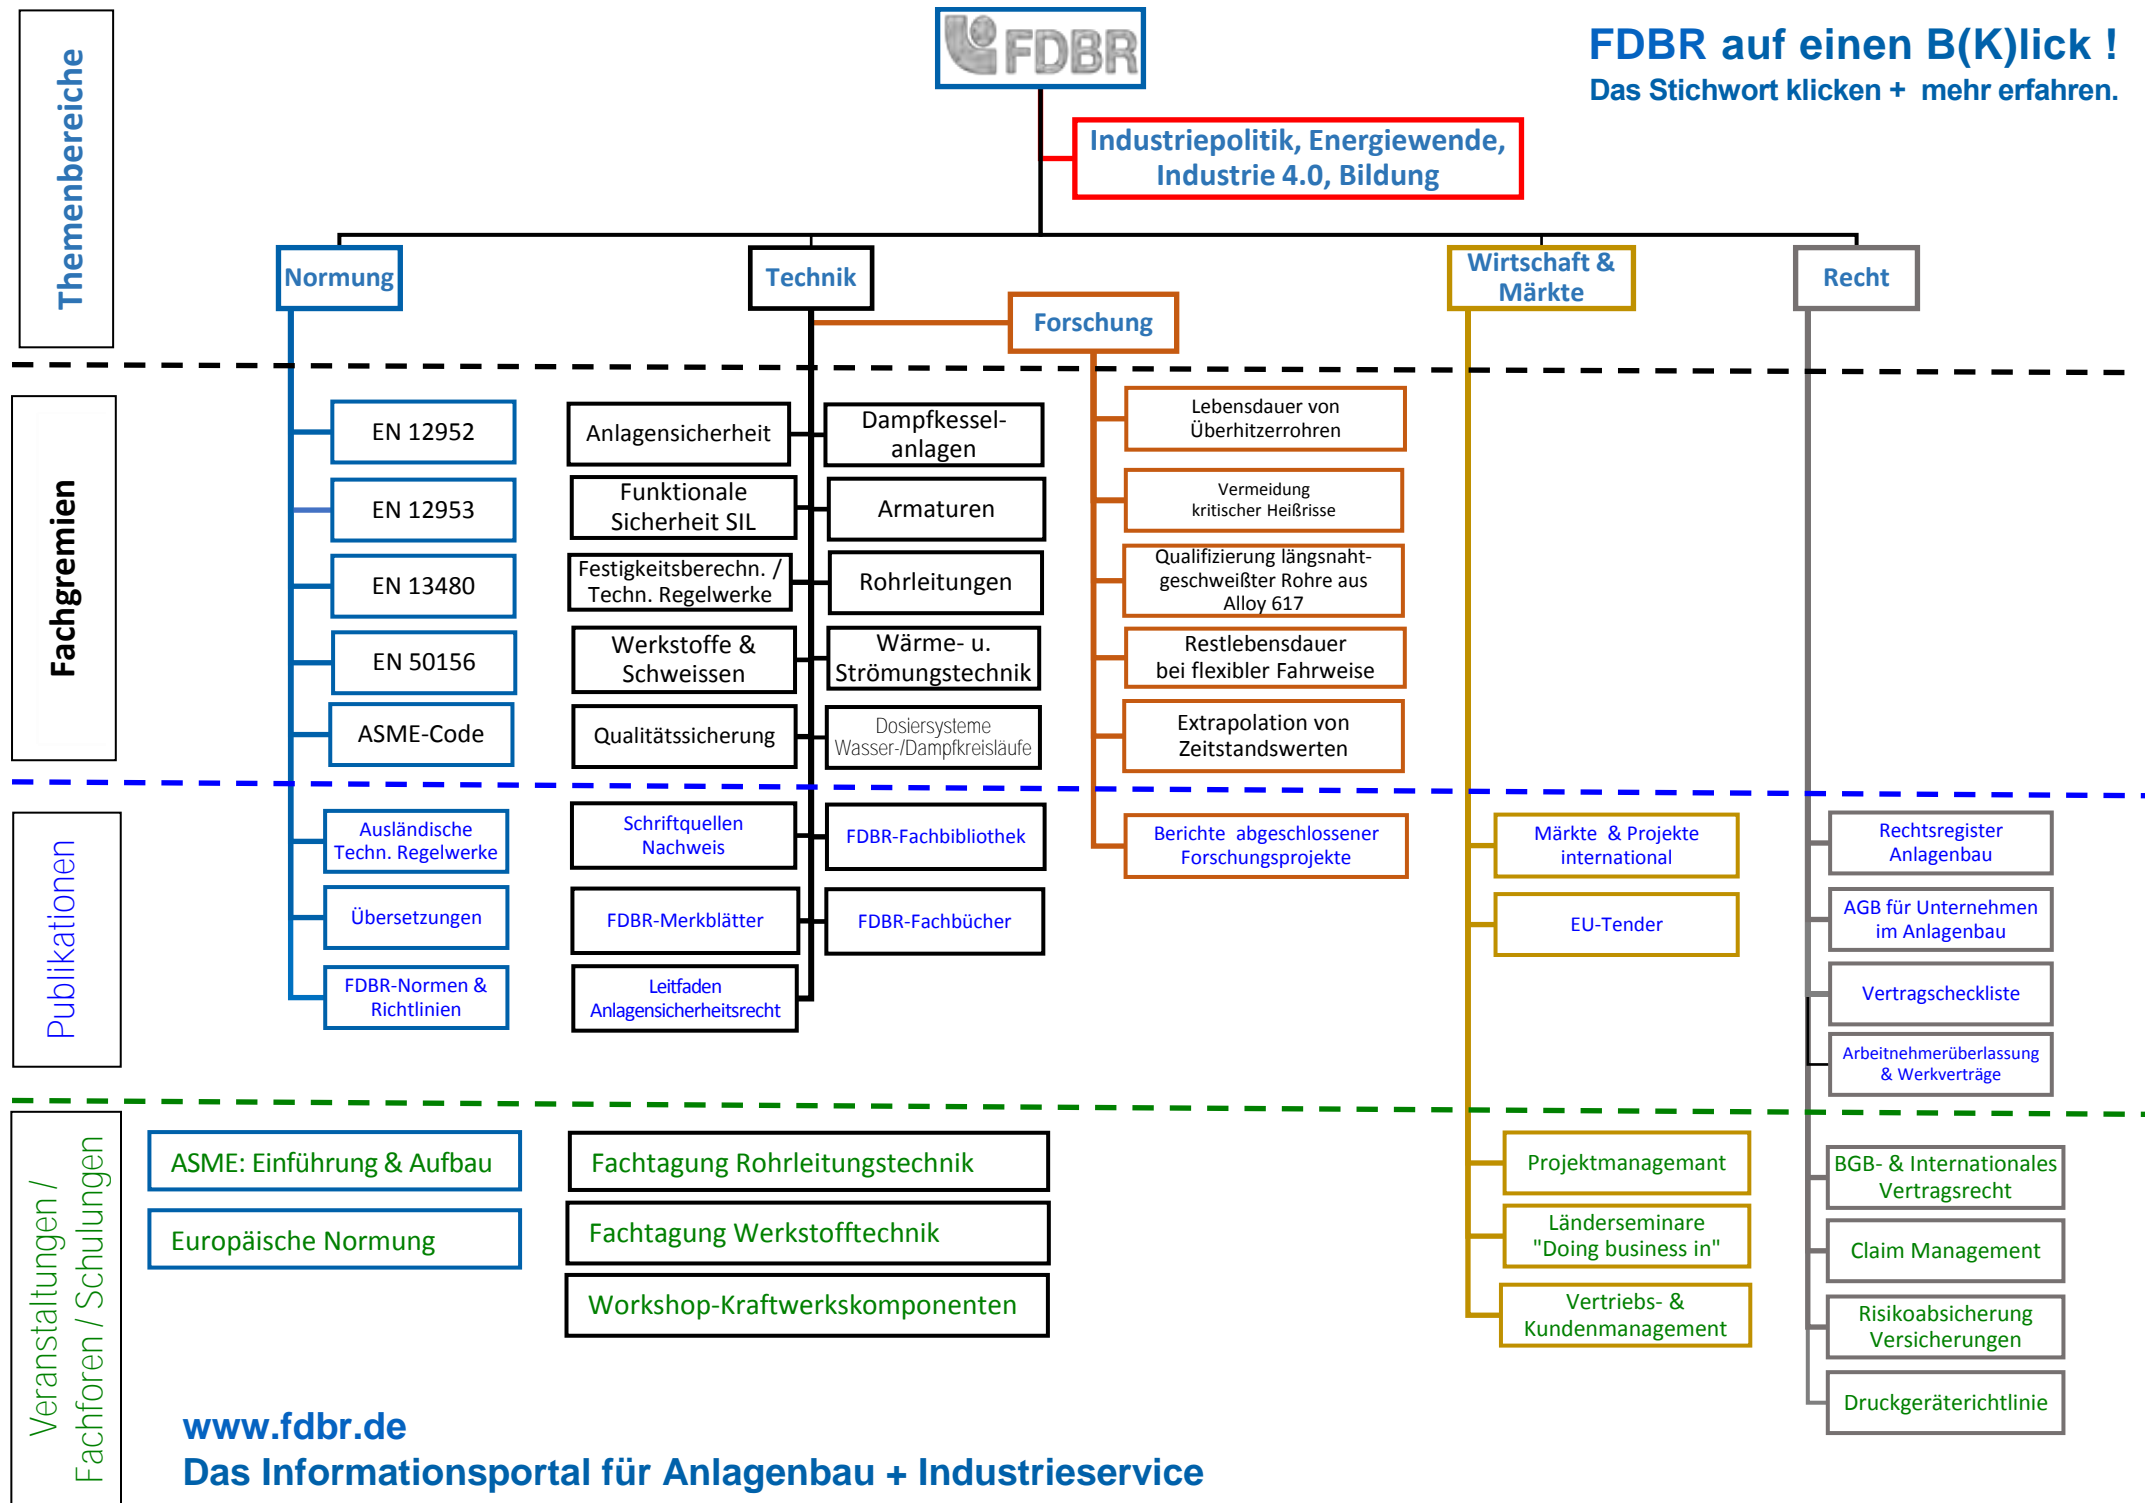 FDBR
FDBR auf einen B(K)lick !
Das Stichwort klicken + mehr erfahren.
Themenbereiche
Industriepolitik, Energiewende,
Industrie 4.0, Bildung
Normung
Technik
Forschung
Wirtschaft &
Märkte
Recht
Fachgremien
EN 12952
EN 12953
EN 13480
EN 50156
ASME-Code
Anlagensicherheit
Funktionale
Sicherheit SIL
Festigkeitsberechn. /
Techn. Regelwerke
Werkstoffe &
Schweissen
Qualitätssicherung
Dampfkessel-
anlagen
Armaturen
Rohrleitungen
Wärme- u.
Strömungstechnik
Dosiersysteme
Wasser-/Dampfkreisläufe
Lebensdauer von
Überhitzerrohren
Vermeidung
kritischer Heißrisse
Qualifizierung längsnaht-
geschweißter Rohre aus
Alloy 617
Restlebensdauer
bei flexibler Fahrweise
Extrapolation von
Zeitstandswerten
Publikationen
Ausländische
Techn. Regelwerke
Übersetzungen
FDBR-Normen &
Richtlinien
Schriftquellen
Nachweis
FDBR-Merkblätter
Leitfaden
Anlagensicherheitsrecht
FDBR-Fachbibliothek
FDBR-Fachbücher
Berichte abgeschlossener
Forschungsprojekte
Märkte & Projekte
international
EU-Tender
Rechtsregister
Anlagenbau
AGB für Unternehmen
im Anlagenbau
Vertragscheckliste
Arbeitnehmerüberlassung
& Werkverträge
Veranstaltungen /
Fachforen / Schulungen
ASME: Einführung & Aufbau
Europäische Normung
Fachtagung Rohrleitungstechnik
Fachtagung Werkstofftechnik
Workshop-Kraftwerkskomponenten
Projektmanagemant
Länderseminare
"Doing business in"
Vertriebs- &
Kundenmanagement
BGB- & Internationales
Vertragsrecht
Claim Management
Risikoabsicherung
Versicherungen
Druckgeräterichtlinie
www.fdbr.de
Das Informationsportal für Anlagenbau + Industrieservice